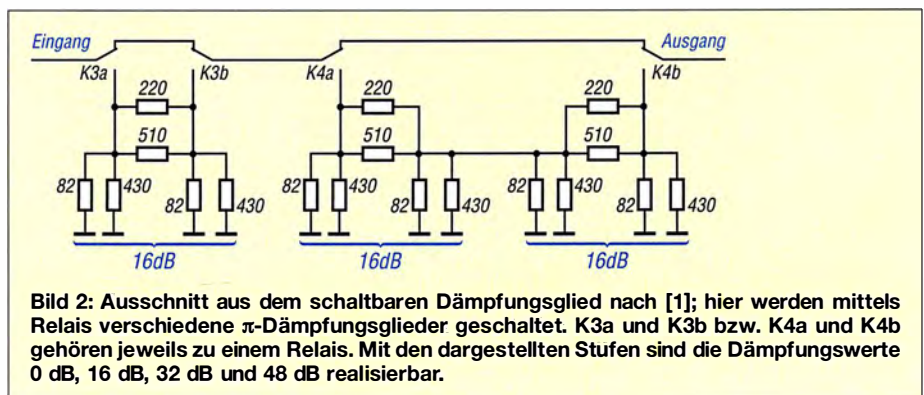 Eingang Ausgang
K3a K3b K4a K4b
220 220 220
510 510 510
82 430 82 430 82 430 82 430 82 430 82 430
16dB 16dB 16dB
Bild 2: Ausschnitt aus dem schaltbaren Dämpfungsglied nach [1]; hier werden mittels
Relais verschiedene π-Dämpfungsglieder geschaltet. K3a und K3b bzw. K4a und K4b
gehören jeweils zu einem Relais. Mit den dargestellten Stufen sind die Dämpfungswerte
0 dB, 16 dB, 32 dB und 48 dB realisierbar.